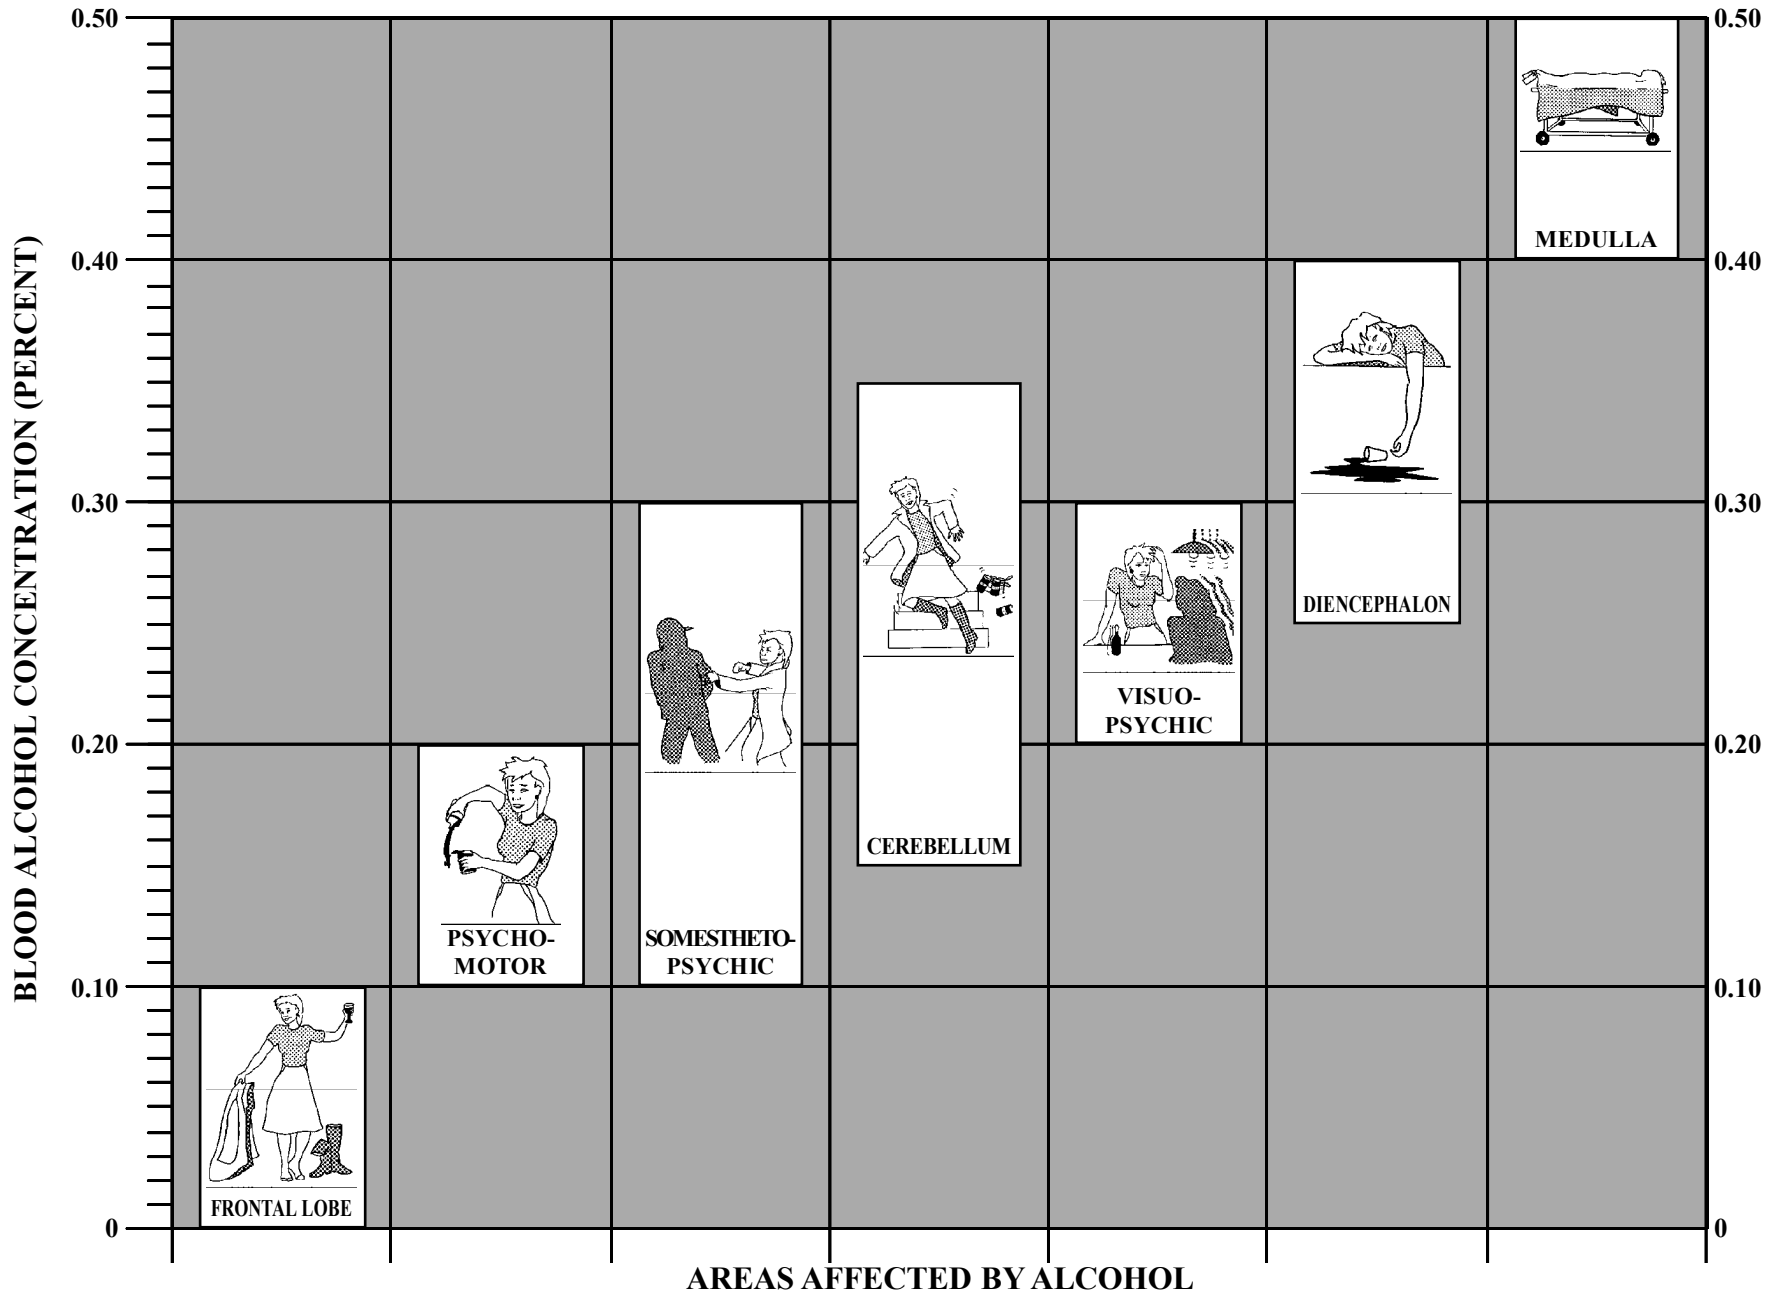 0.50
0.50
MEDULLA
0.40
0.40
DIENCEPHALON
0.30
0.30
VISUO-
PSYCHIC
0.20
0.20
CEREBELLUM
PSYCHO-
MOTOR
SOMESTHETO-
PSYCHIC
0.10
0.10
FRONTAL LOBE
0
0
BLOOD ALCOHOL CONCENTRATION (PERCENT)
AREAS AFFECTED BY ALCOHOL